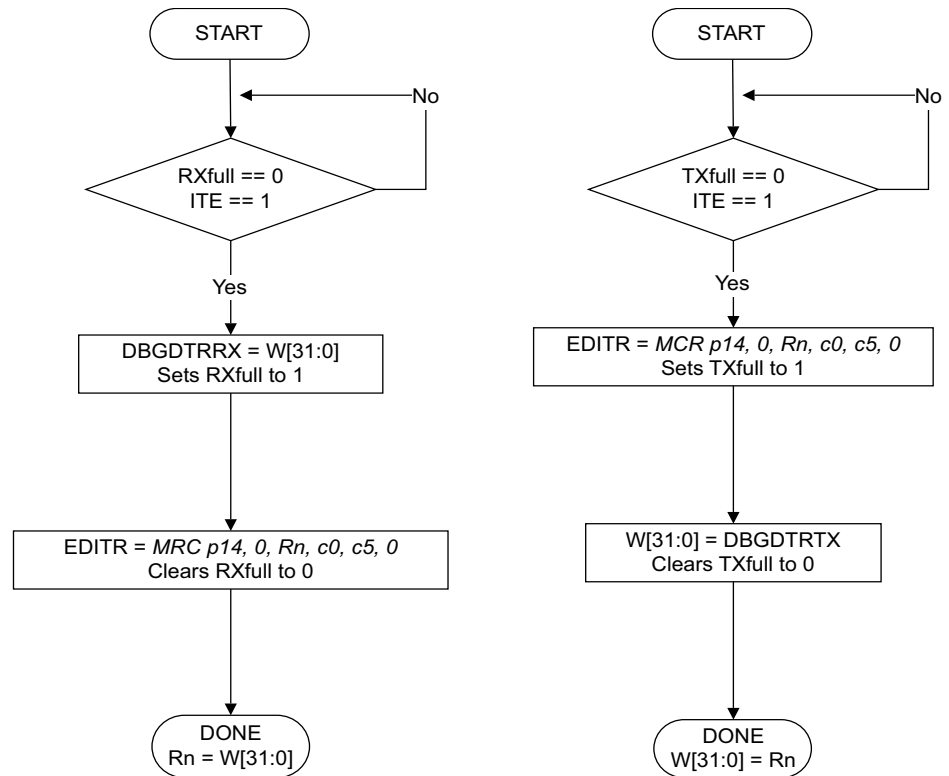 START
No
RXfull == 0
ITE == 1
Yes
DBGDTRRX = W[31:0]
Sets RXfull to 1
EDITR = MRC p14, 0, Rn, c0, c5, 0
Clears RXfull to 0
DONE
Rn = W[31:0]
START
No
TXfull == 0
ITE == 1
Yes
EDITR = MCR p14, 0, Rn, c0, c5, 0
Sets TXfull to 1
W[31:0] = DBGDTRTX
Clears TXfull to 0
DONE
W[31:0] = Rn